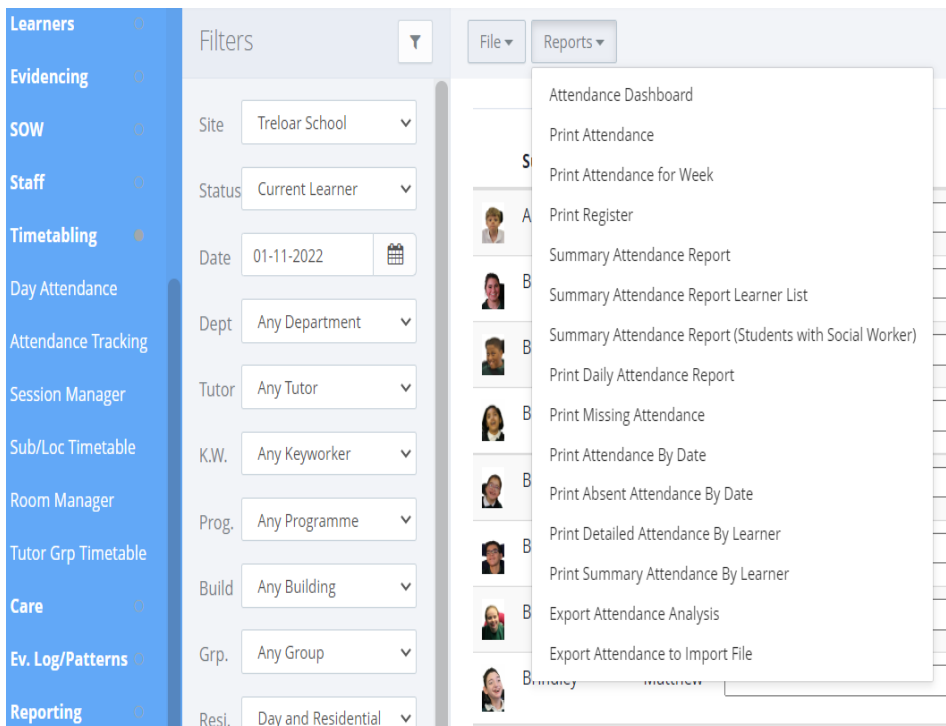 Learners
Evidencing
SOW
Staff
Timetabling
Day Attendance
Attendance Tracking
Session Manager
Sub/Loc Timetable
Room Manager
Tutor Grp Timetable
Care
Ev. Log/Patterns
Reporting
Filters
Site Treloar School
Status Current Learner
Date 01-11-2022
Dept Any Department
Tutor Any Tutor
K.W. Any Keyworker
Prog. Any Programme
Build Any Building
Grp. Any Group
Resi. Day and Residential
File Reports
Attendance Dashboard
Print Attendance
Print Attendance for Week
Print Register
Summary Attendance Report
Summary Attendance Report Learner List
Summary Attendance Report (Students with Social Worker)
Print Daily Attendance Report
Print Missing Attendance
Print Attendance By Date
Print Absent Attendance By Date
Print Detailed Attendance By Learner
Print Summary Attendance By Learner
Export Attendance Analysis
Export Attendance to Import File